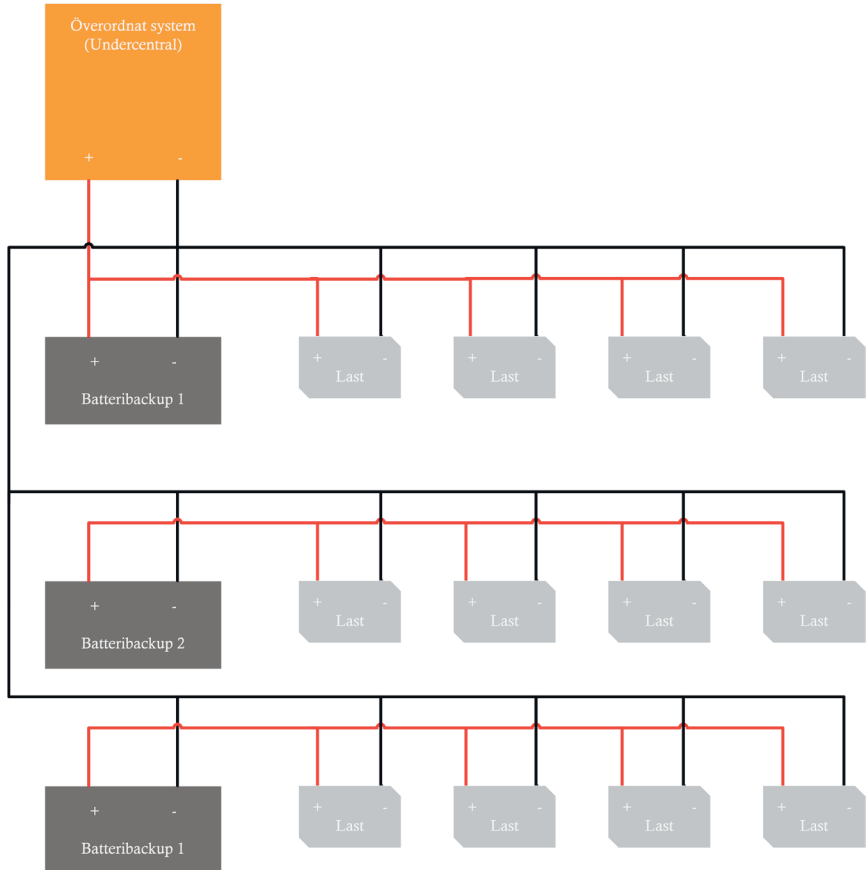 Överordnat system
(Undercentral)
+ -
+ - + - + - + - + -
Batteribackup 1 Last Last Last Last
+ - + - + - + - + -
Batteribackup 2 Last Last Last Last
+ - + - + - + - + -
Batteribackup 1 Last Last Last Last